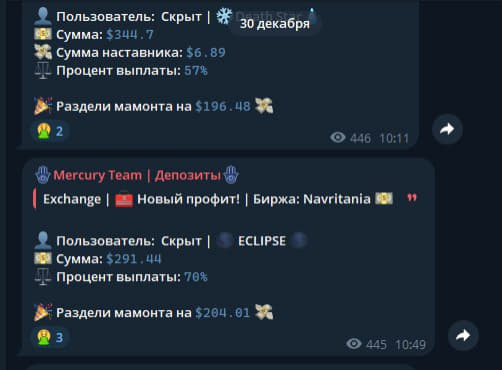 Пользователь: Скрыт | Death Star
30 декабря
Сумма: $344.7
Сумма наставника: $6.89
Процент выплаты: 57%
Раздели мамонта на $196.48
2
446 10:11
Mercury Team | Депозиты
Exchange | Новый профит! | Биржа: Navritania
Пользователь: Скрыт | ECLIPSE
Сумма: $291.44
Процент выплаты: 70%
Раздели мамонта на $204.01
3
445 10:49